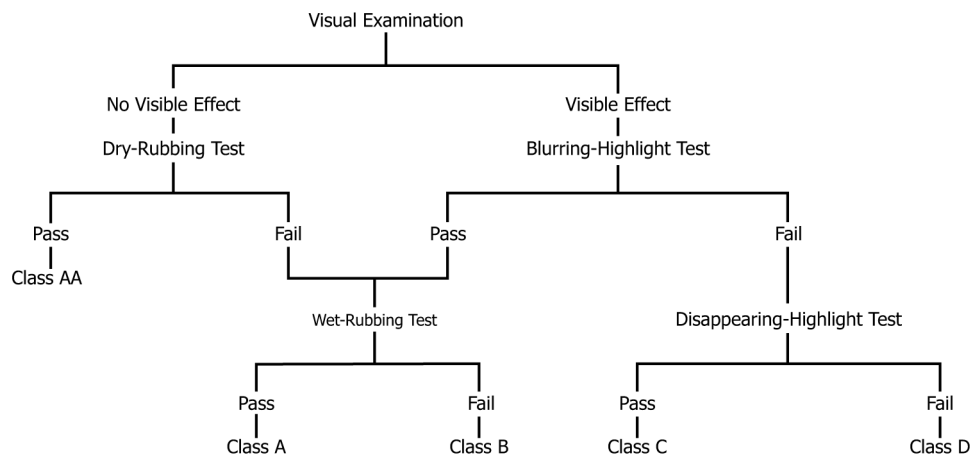 Visual Examination
No Visible Effect
Visible Effect
Dry-Rubbing Test
Blurring-Highlight Test
Pass
Fail
Pass
Fail
Class AA
Wet-Rubbing Test
Disappearing-Highlight Test
Pass
Fail
Pass
Fail
Class A
Class B
Class C
Class D